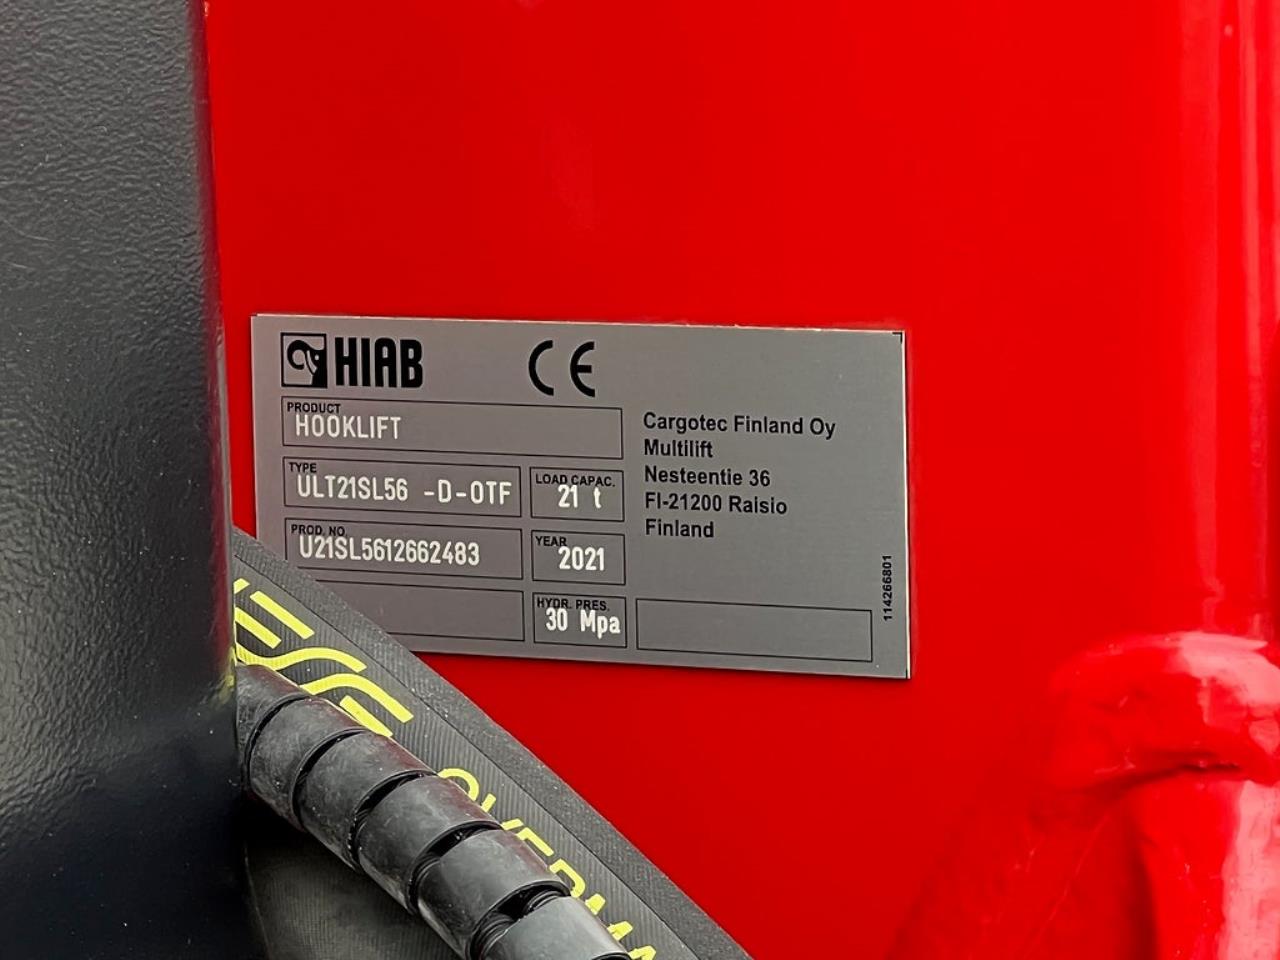 HIAB
CE
PRODUCT
HOOKLIFT
TYPE
ULT21SL56 -D-OTF
LOAD CAPAC.
21 t
PROD. NO.
U21SL5612662483
YEAR
2021
HYDR. PRES.
30 Mpa
Cargotec Finland Oy
Multilift
Nesteentie 36
FI-21200 Raisio
Finland
114266801